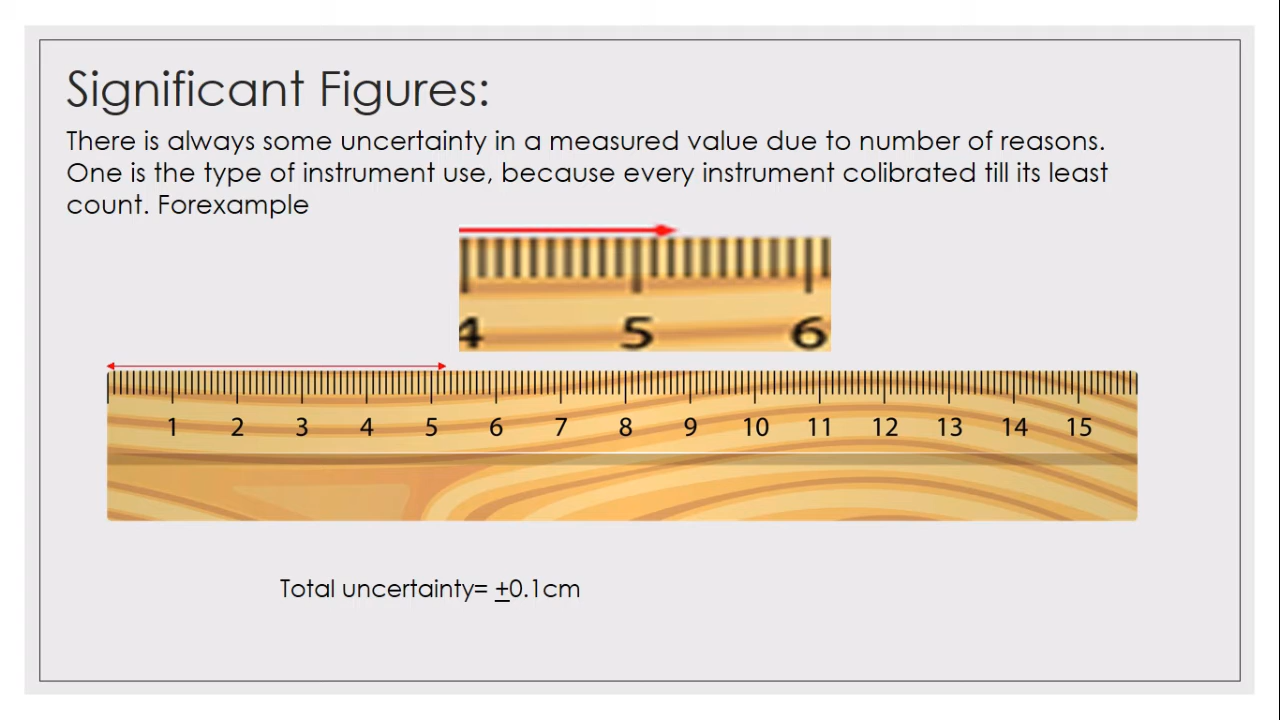 Significant Figures:
There is always some uncertainty in a measured value due to number of reasons.
One is the type of instrument use, because every instrument colibrated till its least
count. Forexample
4 5 6
1 2 3 4 5 6 7 8 9 10 11 12 13 14 15
Total uncertainty= ±0.1cm